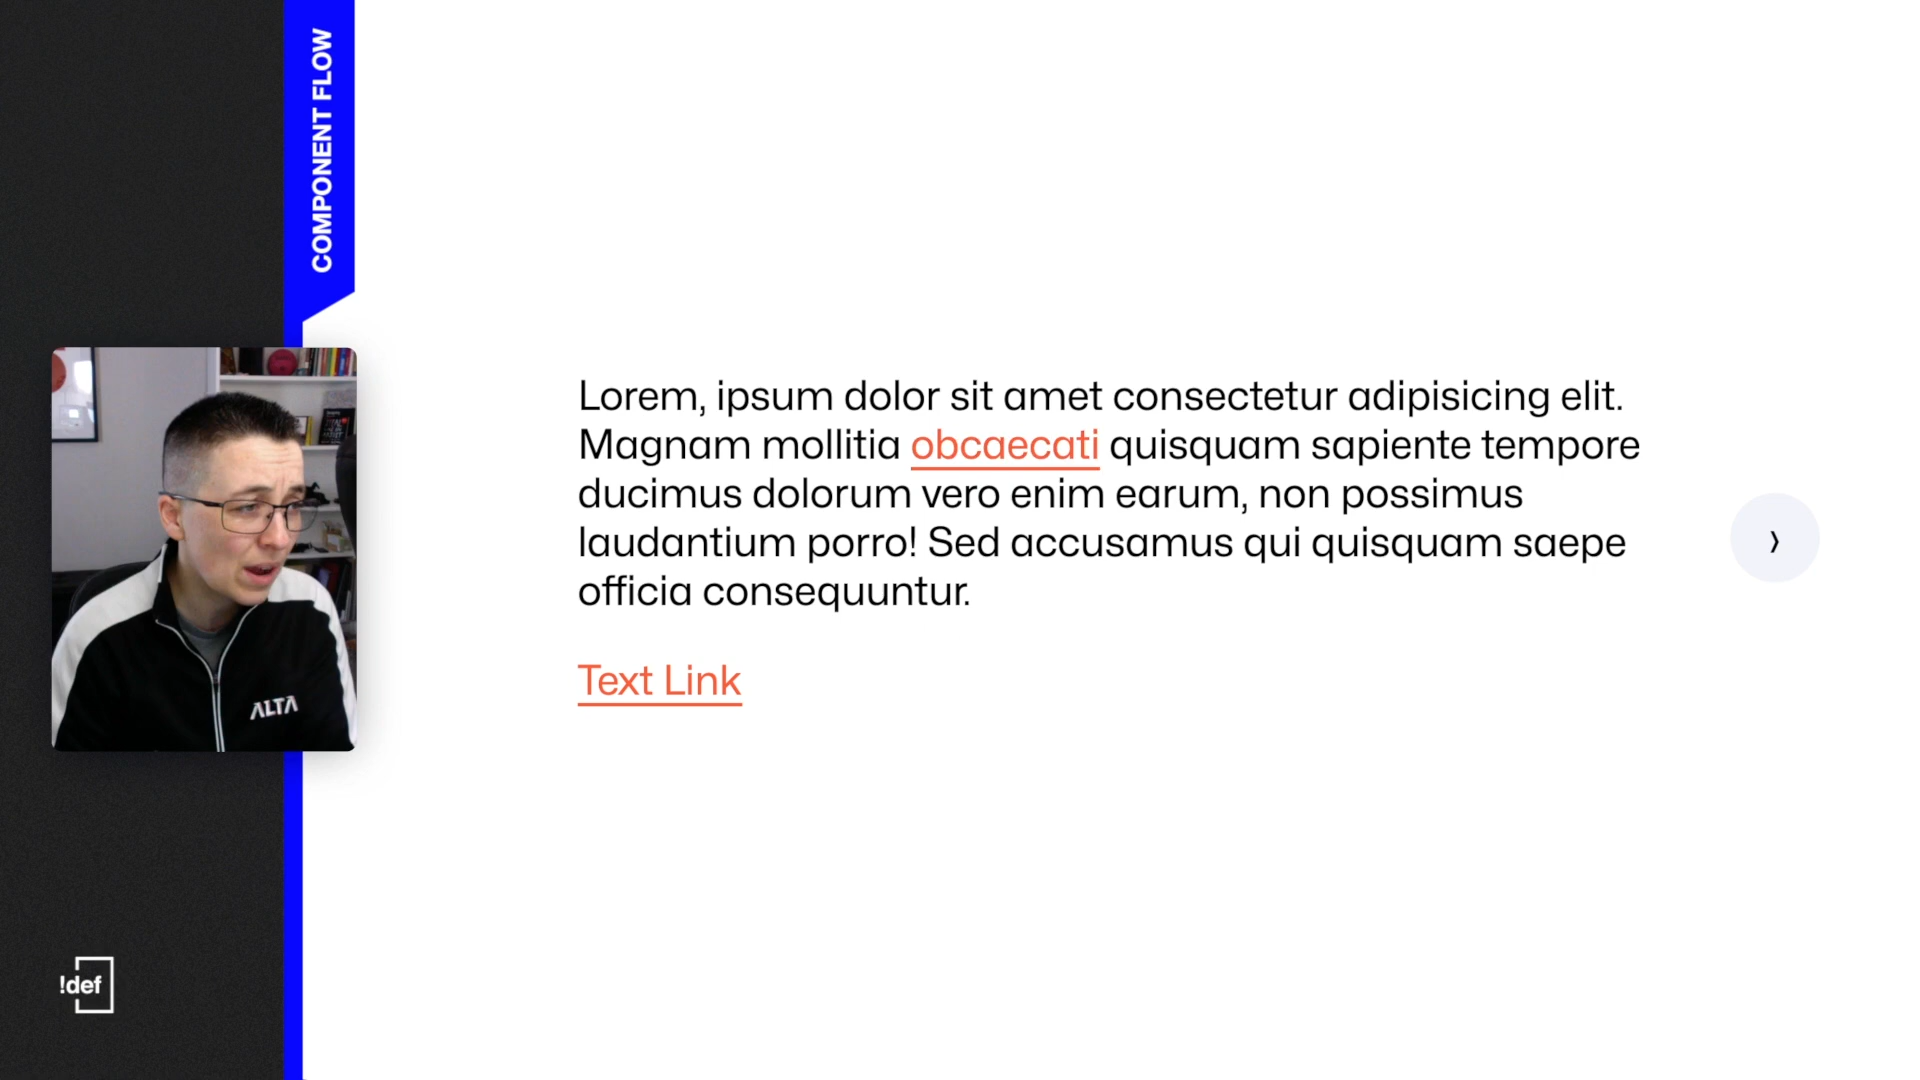 COMPONENT FLOW
Lorem, ipsum dolor sit amet consectetur adipisicing elit.
Magnam mollitia obcaecati quisquam sapiente tempore
ducimus dolorum vero enim earum, non possimus
laudantium porro! Sed accusamus qui quisquam saepe
officia consequuntur.
Text Link
ALTA
!def